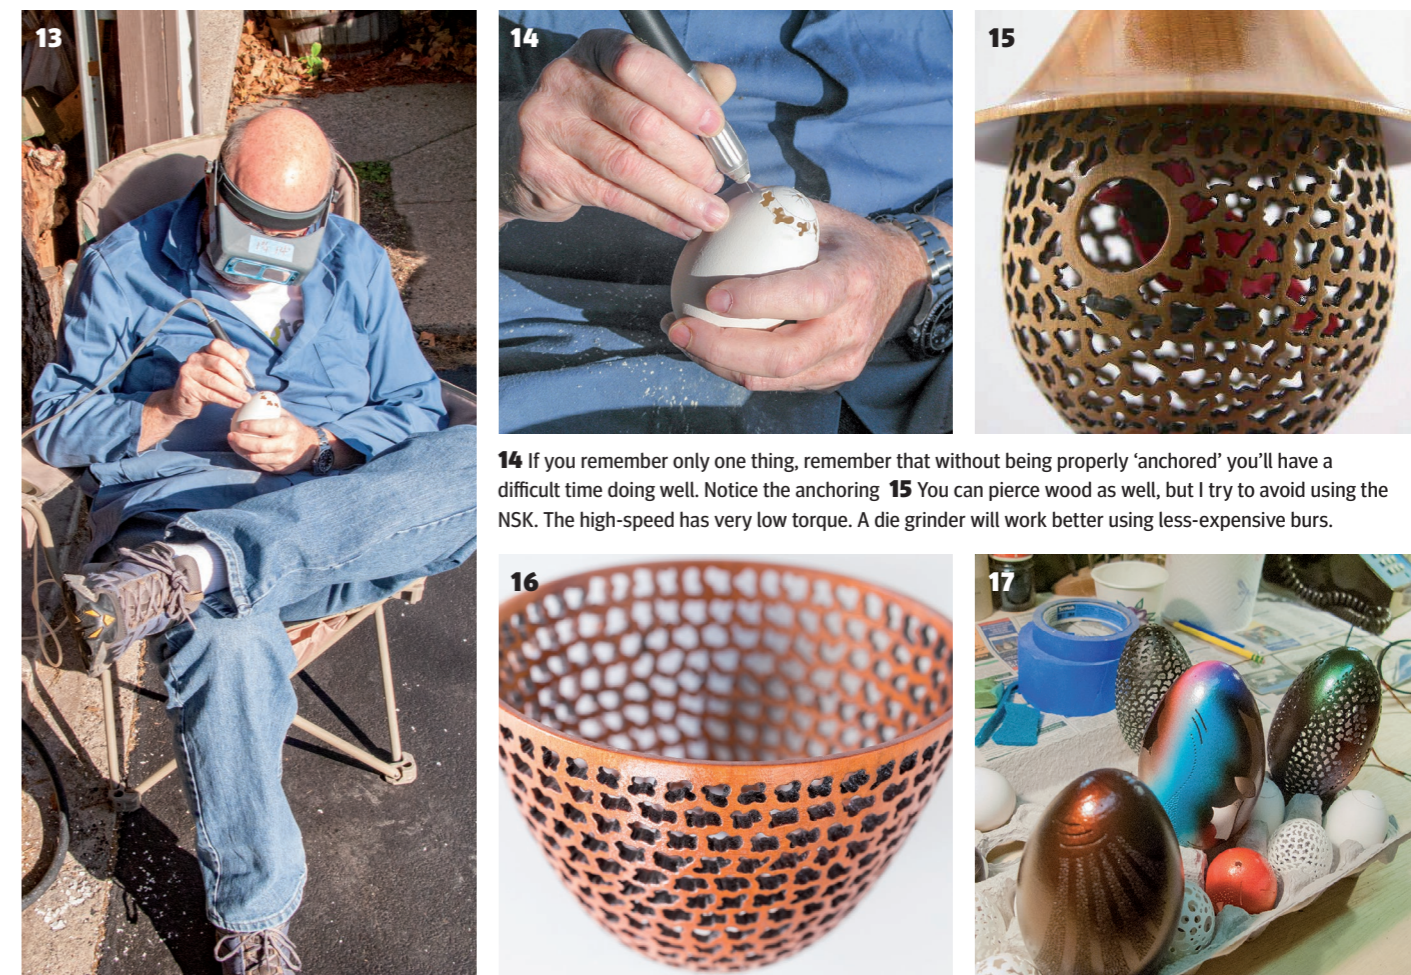 13
14
15
14 If you remember only one thing, remember that without being properly ‘anchored’ you’ll have a
difficult time doing well. Notice the anchoring 15 You can pierce wood as well, but I try to avoid using the
NSK. The high-speed has very low torque. A die grinder will work better using less-expensive burs.
16
17